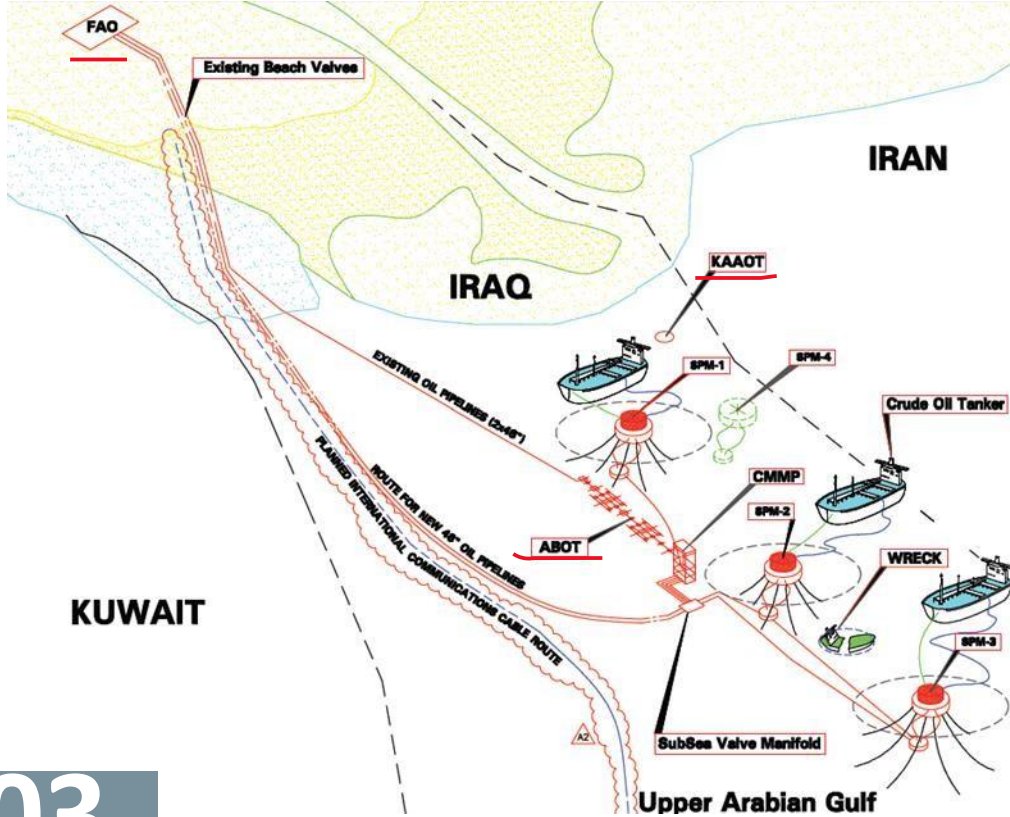 FAO
Existing Beach Valves
IRAN
KAAOT
IRAQ
SPM-1
SPM-4
EXISTING OIL PIPELINES (2x48")
Crude Oil Tanker
CMMP
ROUTE FOR NEW 48" OIL PIPELINES
SPM-2
PLANNED INTERNATIONAL COMMUNICATIONS CABLE ROUTE
ABOT
WRECK
KUWAIT
SPM-3
A2
SubSea Valve Manifold
03
Upper Arabian Gulf